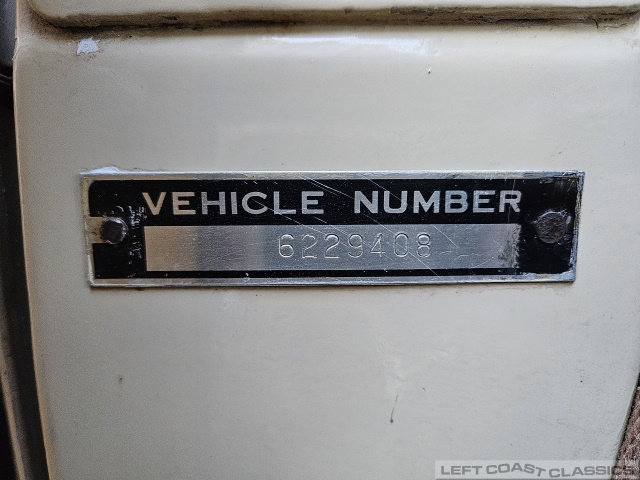 VEHICLE NUMBER
6229408
LEFT COAST CLASSICS